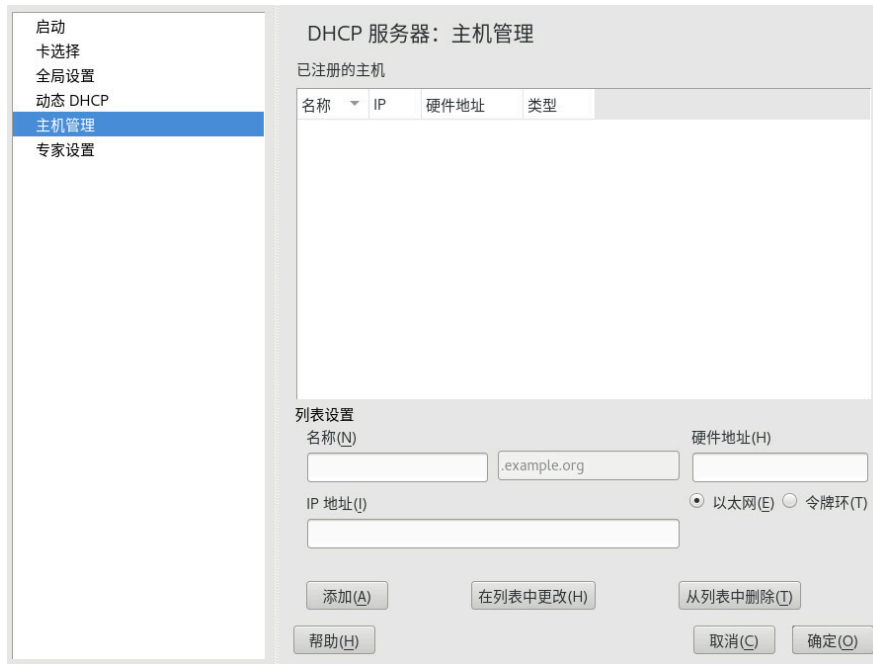 启动
卡选择
全局设置
动态 DHCP
主机管理
专家设置
DHCP 服务器：主机管理
已注册的主机
名称 IP 硬件地址 类型
列表设置
名称(N) 硬件地址(H)
.example.org
IP 地址(I) 以太网(E) 令牌环(T)
添加(A) 在列表中更改(H) 从列表中删除(T)
帮助(H) 取消(C) 确定(O)